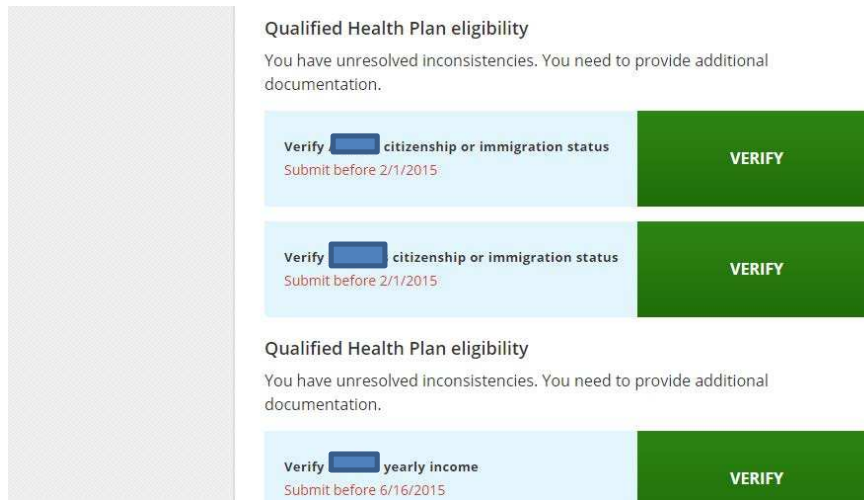 Qualified Health Plan eligibility
You have unresolved inconsistencies. You need to provide additional
documentation.
Verify citizenship or immigration status
Submit before 2/1/2015
VERIFY
Verify citizenship or immigration status
Submit before 2/1/2015
VERIFY
Qualified Health Plan eligibility
You have unresolved inconsistencies. You need to provide additional
documentation.
Verify yearly income
Submit before 6/16/2015
VERIFY